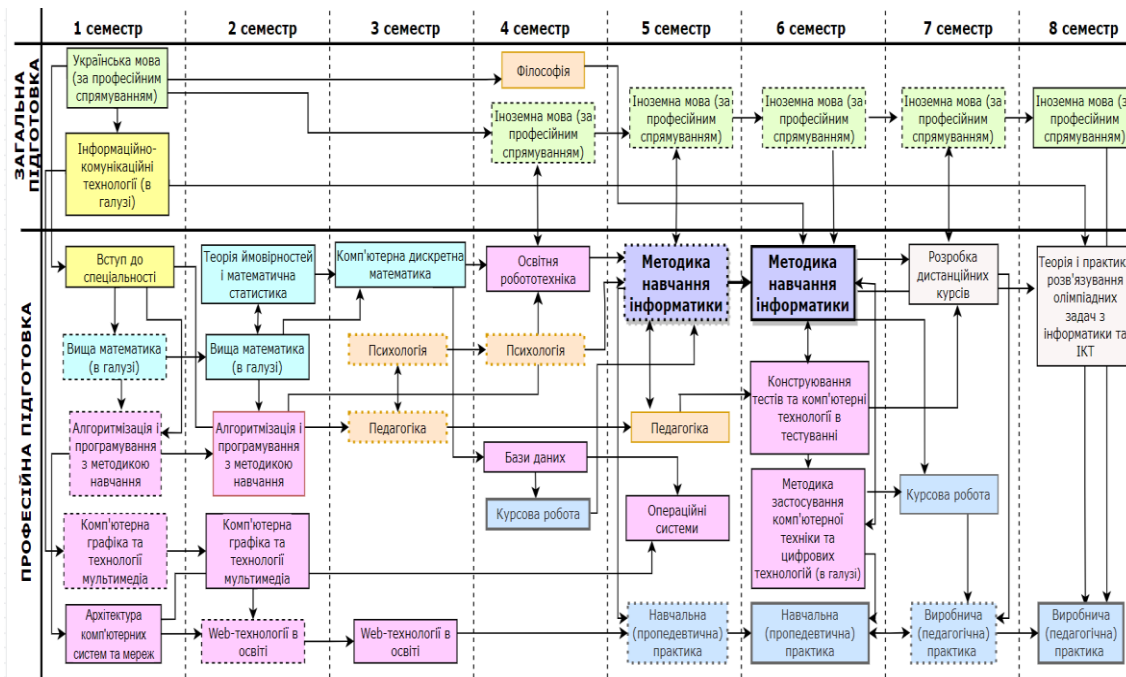 1 семестр
2 семестр
3 семестр
4 семестр
5 семестр
6 семестр
7 семестр
8 семестр
ЗАГАЛЬНА
ПІДГОТОВКА
Українська мова
(за професійним
спрямуванням)
Філософія
Іноземна мова (за
професійним
спрямуванням)
Іноземна мова (за
професійним
спрямуванням)
Іноземна мова (за
професійним
спрямуванням)
Іноземна мова (за
професійним
спрямуванням)
Іноземна мова (за
професійним
спрямуванням)
Інформаційно-
комунікаційні
технології (в
галузі)
ПРОФЕСІЙНА ПІДГОТОВКА
Вступ до
спеціальності
Теорія ймовірностей
і математична
статистика
Комп'ютерна дискретна
математика
Освітня
робототехніка
Методика
навчання
інформатики
Методика
навчання
інформатики
Розробка
дистанційних
курсів
Теорія і практика
розв'язування
олімпіадних
задач з
інформатики та
ІКТ
Вища математика
(в галузі)
Вища математика
(в галузі)
Психологія
Психологія
Конструювання
тестів та комп'ютерні
технології в
тестуванні
Алгоритмізація і
програмування
з методикою
навчання
Алгоритмізація і
програмування
з методикою
навчання
Педагогіка
Педагогіка
Бази даних
Курсова робота
Операційні
системи
Методика
застосування
комп'ютерної
техніки та
цифрових
технологій (в галузі)
Курсова робота
Комп'ютерна
графіка та
технології
мультимедіа
Комп'ютерна
графіка та
технології
мультимедіа
Архітектура
комп'ютерних
систем та мереж
Web-технології в
освіті
Web-технології в
освіті
Навчальна
(пропедевтична)
практика
Навчальна
(пропедевтична)
практика
Виробнича
(педагогічна)
практика
Виробнича
(педагогічна)
практика